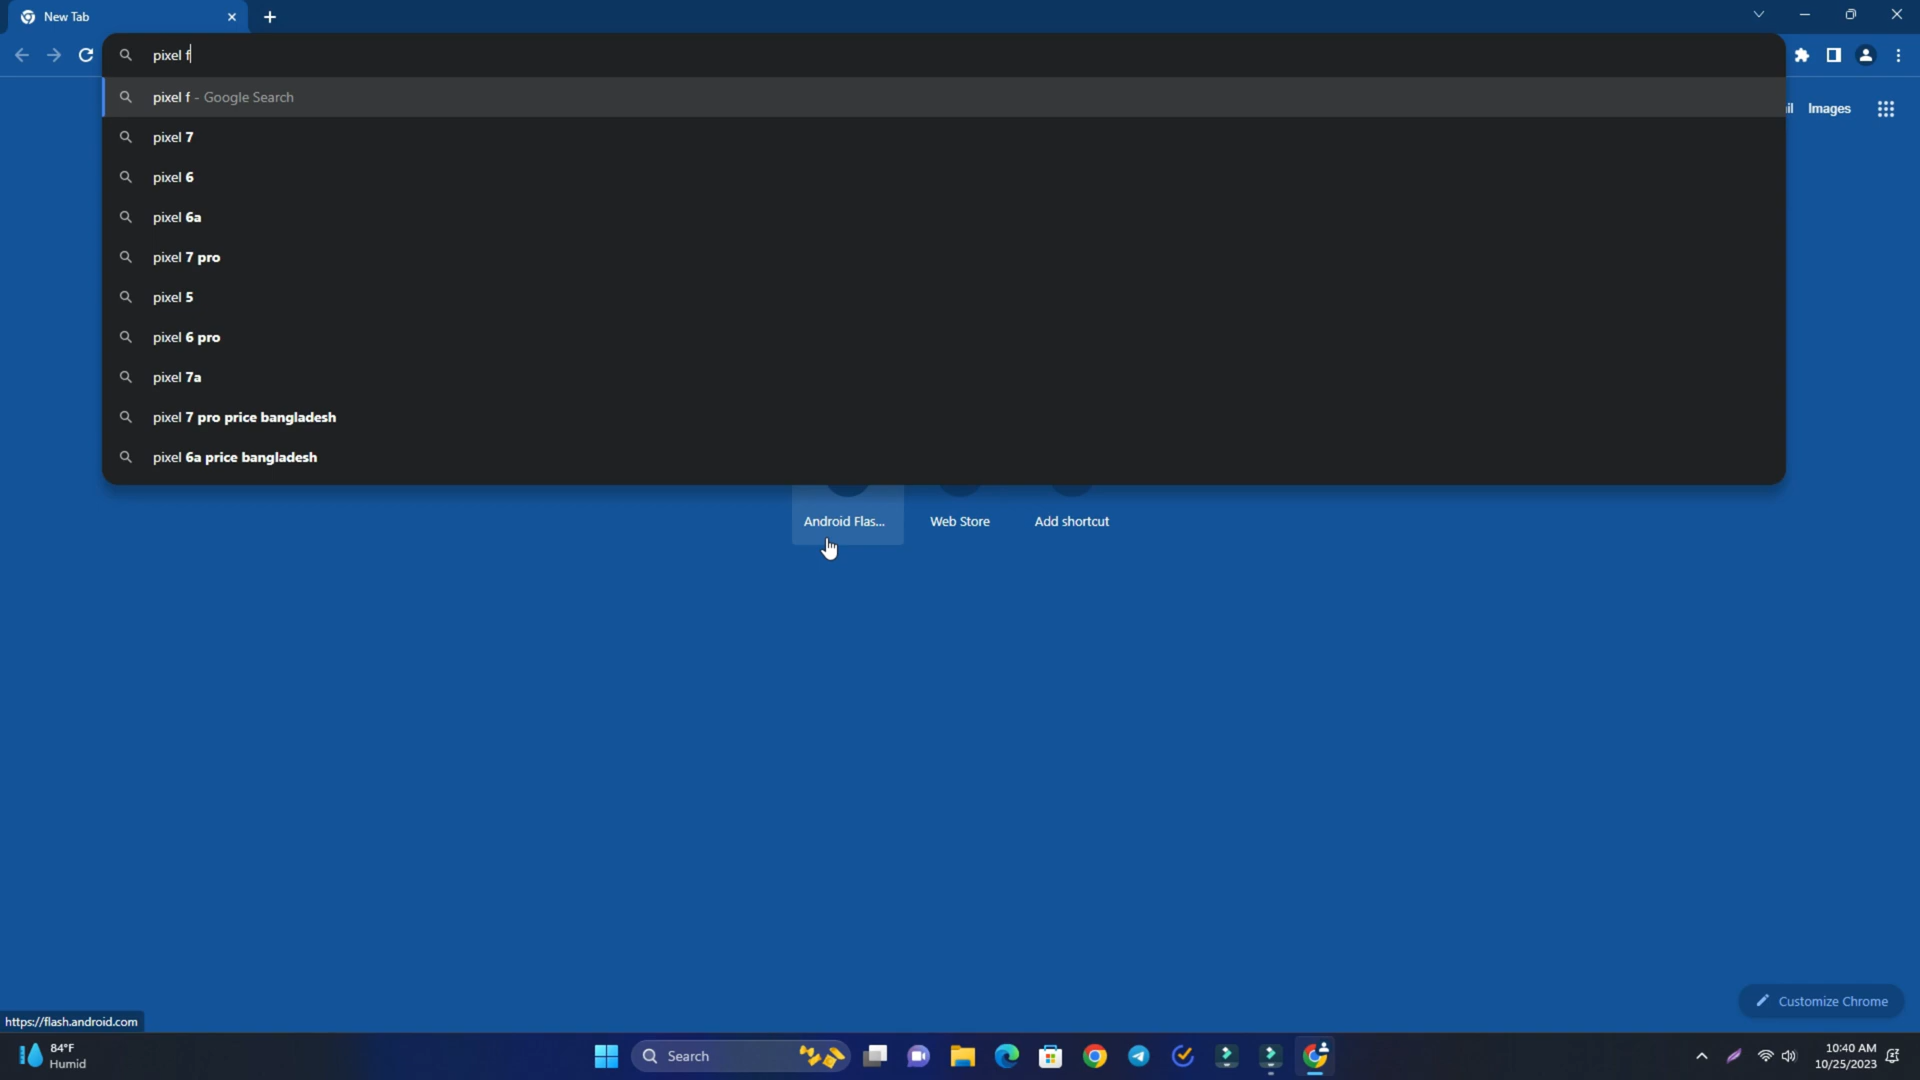 New Tab
pixel f
pixel f - Google Search
Images
pixel 7
pixel 6
pixel 6a
pixel 7 pro
pixel 5
pixel 6 pro
pixel 7a
pixel 7 pro price bangladesh
pixel 6a price bangladesh
Android Flas...
Web Store
Add shortcut
Customize Chrome
https://flash.android.com
84°F
Humid
Search
10:40 AM
10/25/2023